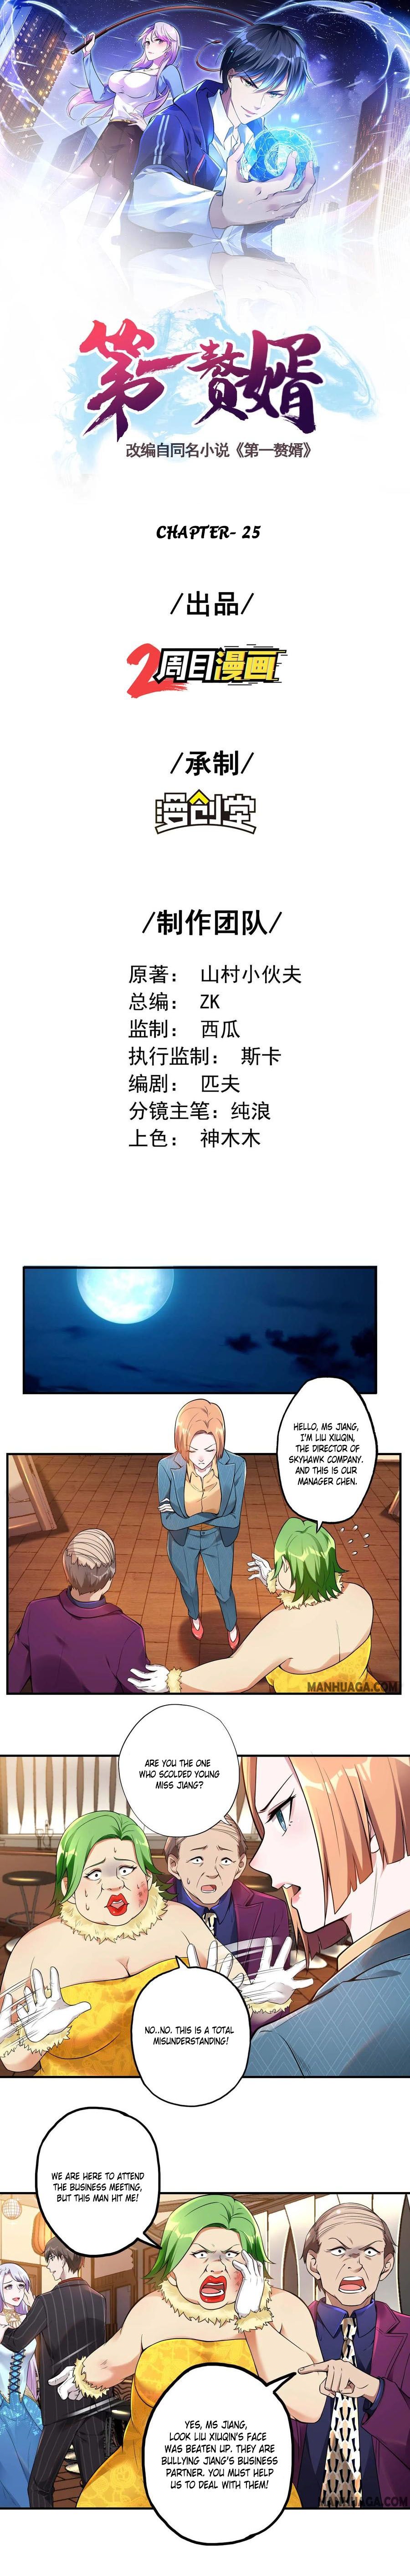 第一赘婿
改编自同名小说《第一赘婿》
CHAPTER- 25
/出品/
2周目漫画
/承制/
漫创堂
/制作团队/
原著： 山村小伙夫
总编： ZK
监制： 西瓜
执行监制： 斯卡
编剧： 匹夫
分镜主笔：纯浪
上色： 神木木
HELLO, MS JIANG,
I'M LIU XIUQIN,
THE DIRECTOR OF
SKYHAWK COMPANY.
AND THIS IS OUR
MANAGER CHEN.
MANHUAGA.COM
ARE YOU THE ONE
WHO SCOLDED YOUNG
MISS JIANG?
NO..NO. THIS IS A TOTAL
MISUNDERSTANDING!
WE ARE HERE TO ATTEND
THE BUSINESS MEETING,
BUT THIS MAN HIT ME!
YES, MS JIANG,
LOOK LIU XIUQIN'S FACE
WAS BEATEN UP. THEY ARE
BULLYING JIANG'S BUSINESS
PARTNER. YOU MUST HELP
US TO DEAL WITH THEM!
MANHUAGA.COM